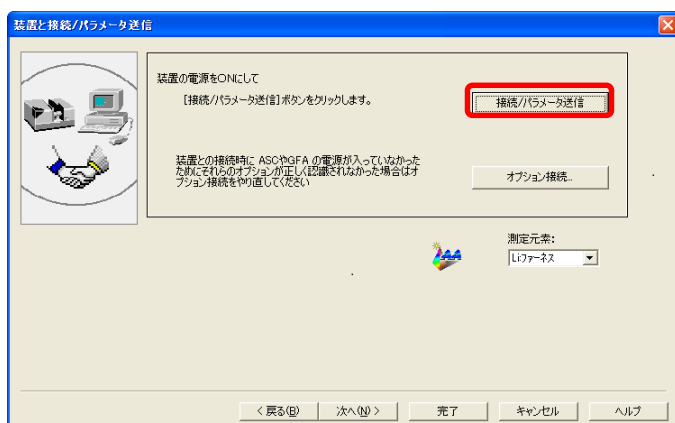 装置と接続/パラメータ送信
装置の電源をONにして
[接続/パラメータ送信]ボタンをクリックします。
接続/パラメータ送信
装置との接続時に ASCやGFA の電源が入っていなかった
ためにそれらのオプションが正しく認識されなかった場合はオ
プション接続をやり直してください
オプション接続..
測定元素:
Li:ファーネス
< 戻る(B)
次へ(N) >
完了
キャンセル
ヘルプ